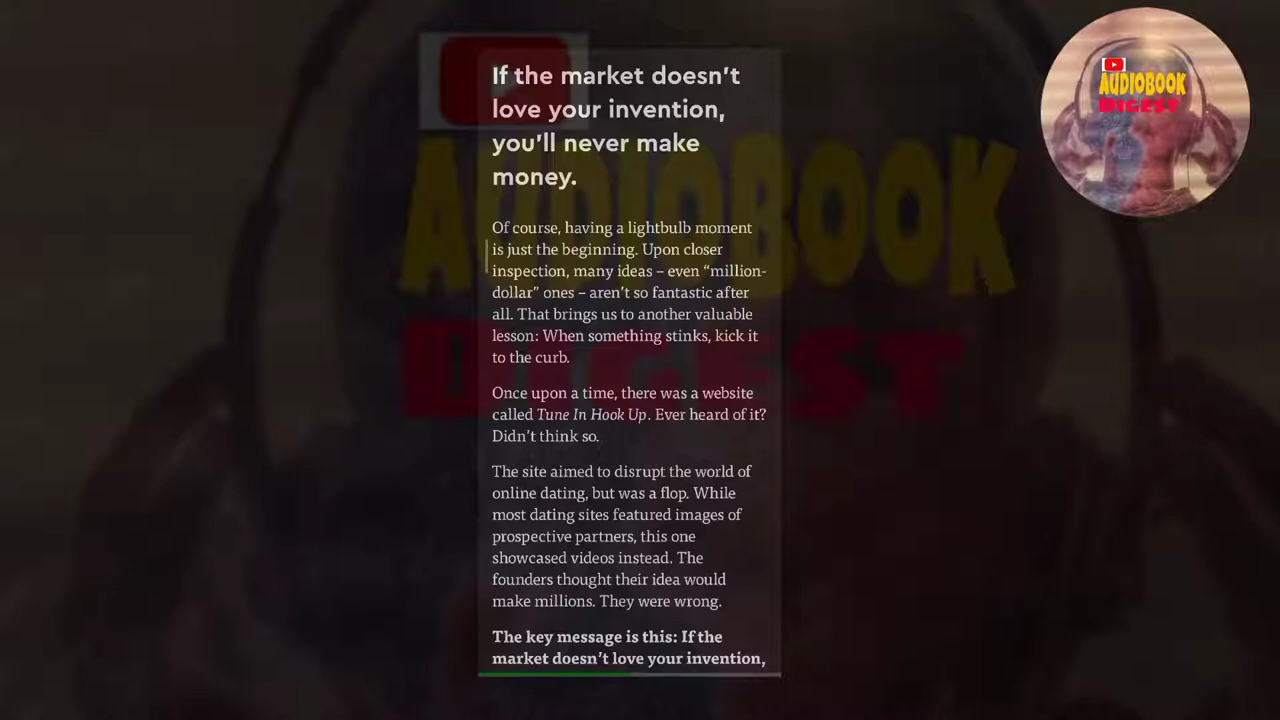 If the market doesn’t
love your invention,
you’ll never make
money.
Of course, having a lightbulb moment
is just the beginning. Upon closer
inspection, many ideas – even “million-
dollar” ones – aren’t so fantastic after
all. That brings us to another valuable
lesson: When something stinks, kick it
to the curb.
Once upon a time, there was a website
called Tune In Hook Up. Ever heard of it?
Didn’t think so.
The site aimed to disrupt the world of
online dating, but was a flop. While
most dating sites featured images of
prospective partners, this one
showcased videos instead. The
founders thought their idea would
make millions. They were wrong.
The key message is this: If the
market doesn’t love your invention,
AUDIOBOOK
DIGEST
AUDIOBOOK
DIGEST